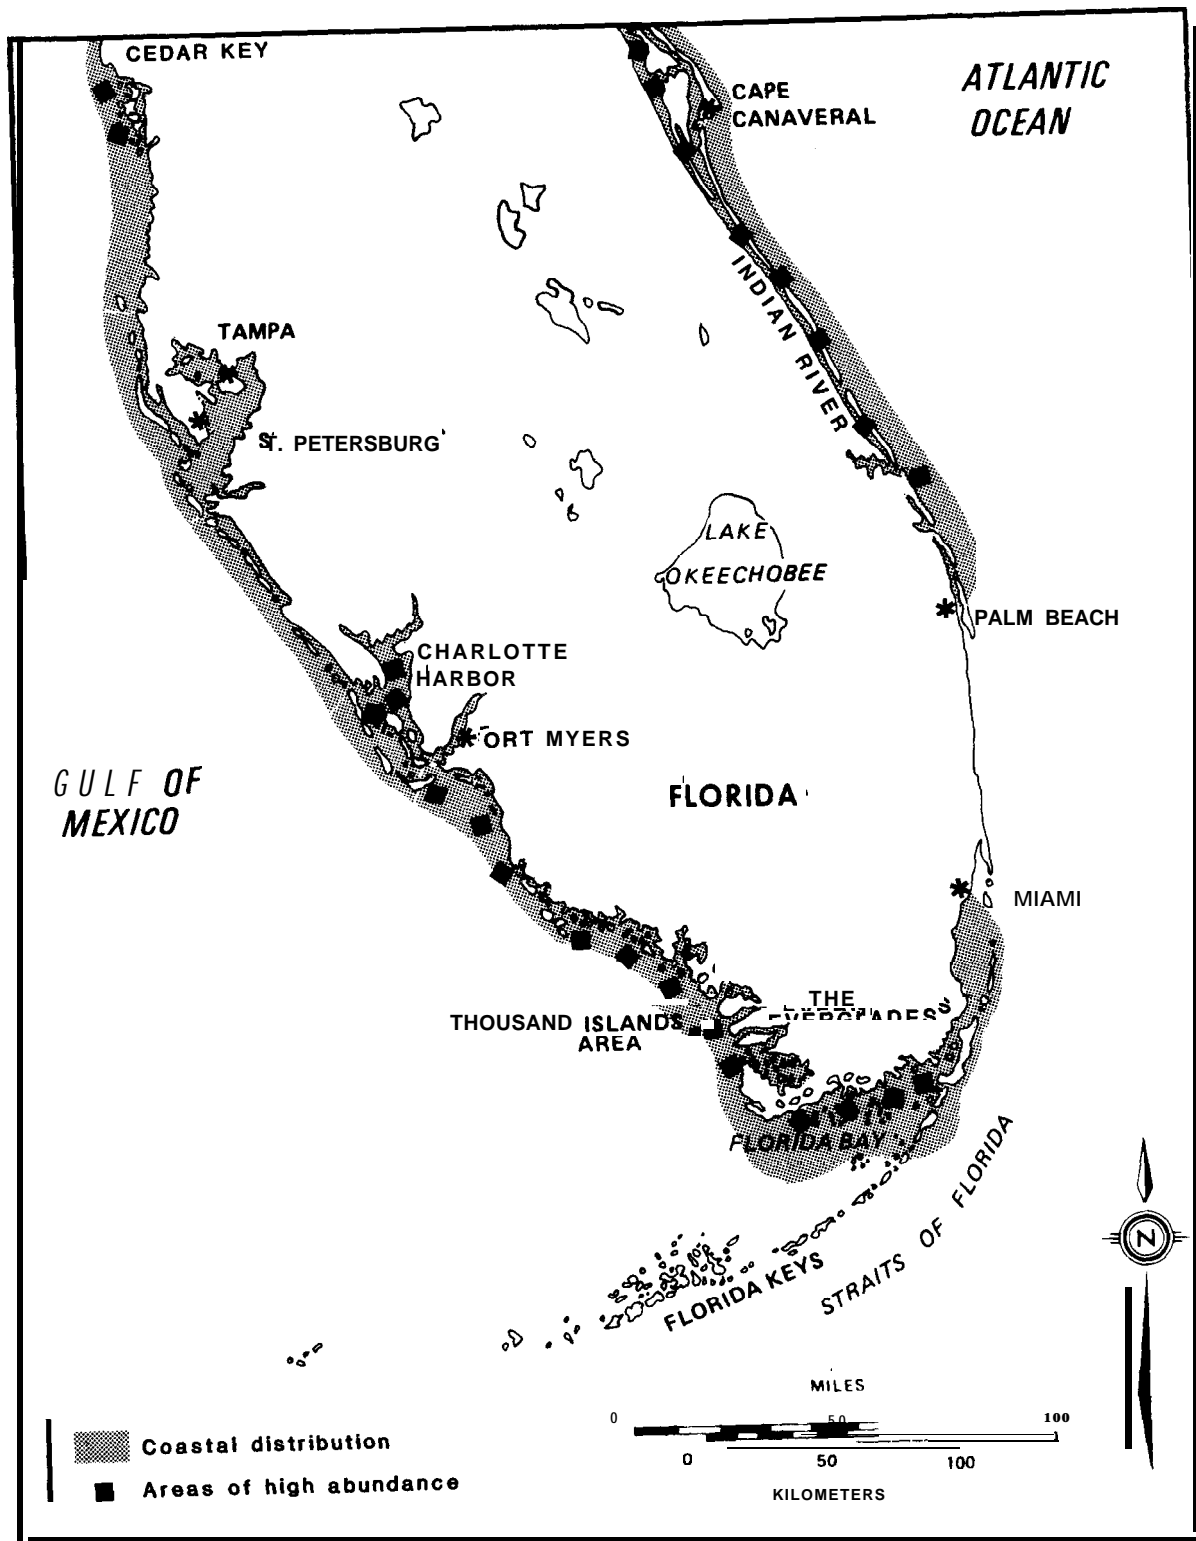 CEDAR KEY
ATLANTIC
OCEAN
CAPE
CANAVERAL
INDIAN RIVER
TAMPA
ST. PETERSBURG
LAKE
OKEECHOBEE
PALM BEACH
CHARLOTTE
HARBOR
ORT MYERS
GULF OF
MEXICO
FLORIDA
MIAMI
THE
EVERGLADES
THOUSAND ISLANDS
AREA
FLORIDA BAY
STRAITS OF FLORIDA
FLORIDA KEYS
N
MILES
0 50 100
0 50 100
KILOMETERS
Coastal distribution
Areas of high abundance